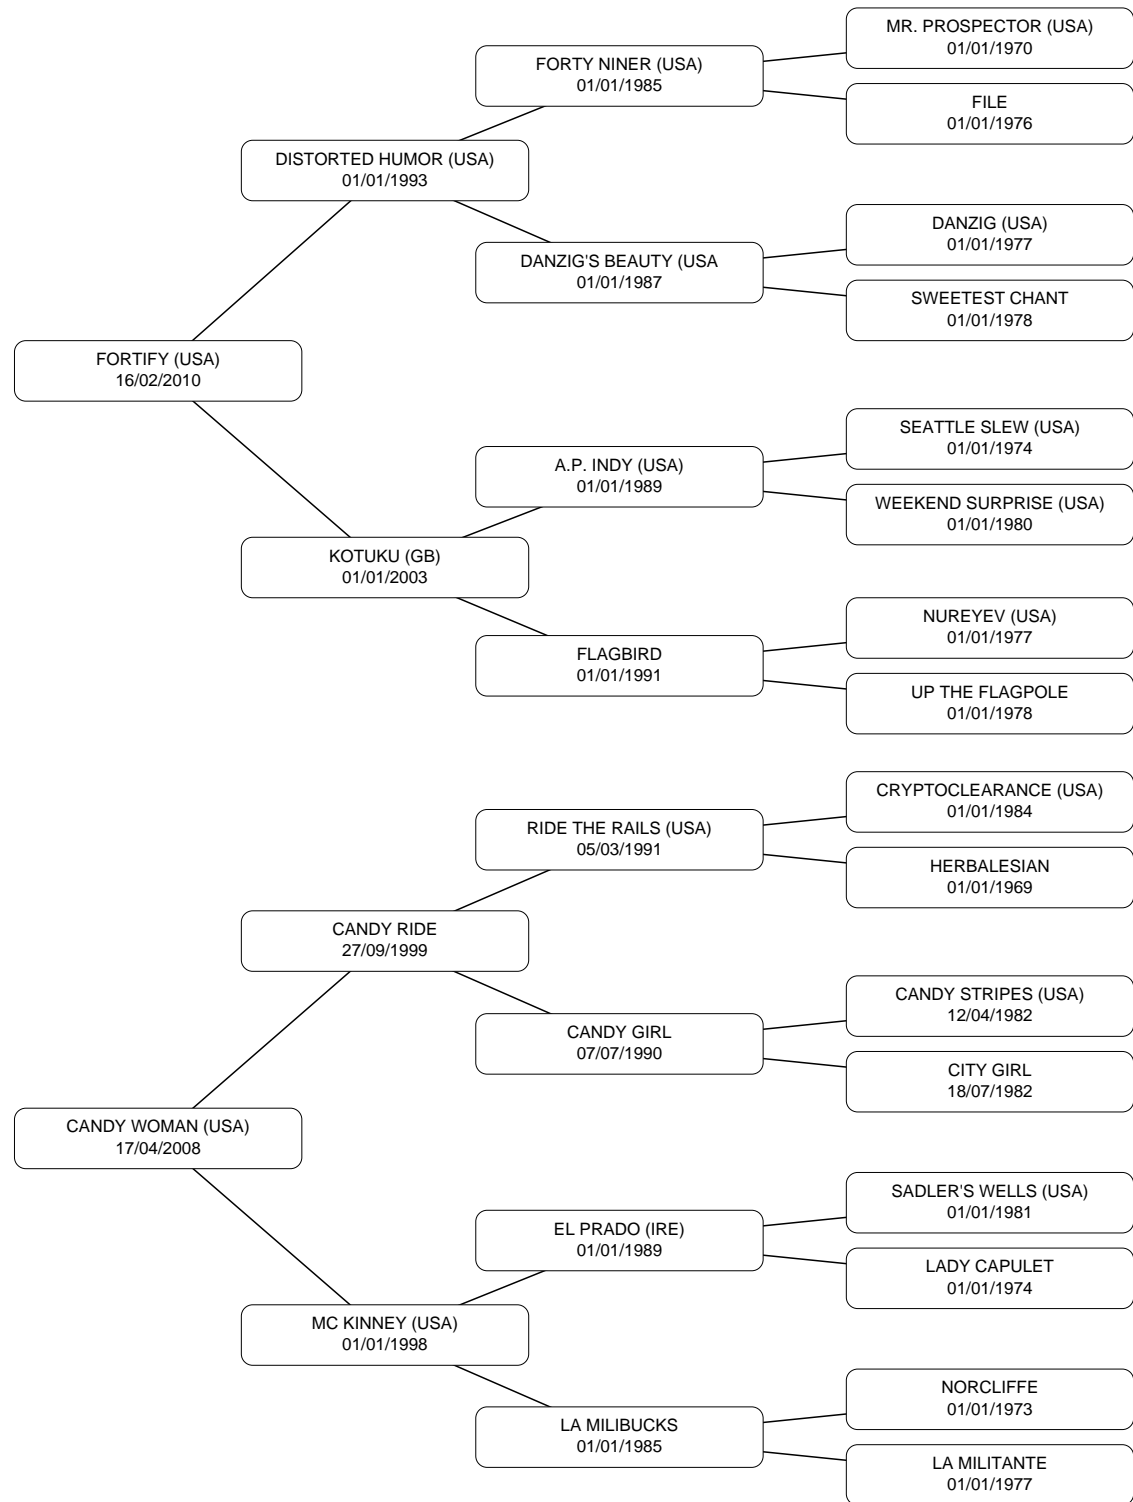 MR. PROSPECTOR (USA)
01/01/1970
FORTY NINER (USA)
01/01/1985
FILE
01/01/1976
DISTORTED HUMOR (USA)
01/01/1993
DANZIG (USA)
01/01/1977
DANZIG'S BEAUTY (USA
01/01/1987
SWEETEST CHANT
01/01/1978
FORTIFY (USA)
16/02/2010
SEATTLE SLEW (USA)
01/01/1974
A.P. INDY (USA)
01/01/1989
WEEKEND SURPRISE (USA)
01/01/1980
KOTUKU (GB)
01/01/2003
NUREYEV (USA)
01/01/1977
FLAGBIRD
01/01/1991
UP THE FLAGPOLE
01/01/1978
CRYPTOCLEARANCE (USA)
01/01/1984
RIDE THE RAILS (USA)
05/03/1991
HERBALESIAN
01/01/1969
CANDY RIDE
27/09/1999
CANDY STRIPES (USA)
12/04/1982
CANDY GIRL
07/07/1990
CITY GIRL
18/07/1982
CANDY WOMAN (USA)
17/04/2008
SADLER'S WELLS (USA)
01/01/1981
EL PRADO (IRE)
01/01/1989
LADY CAPULET
01/01/1974
MC KINNEY (USA)
01/01/1998
NORCLIFFE
01/01/1973
LA MILIBUCKS
01/01/1985
LA MILITANTE
01/01/1977